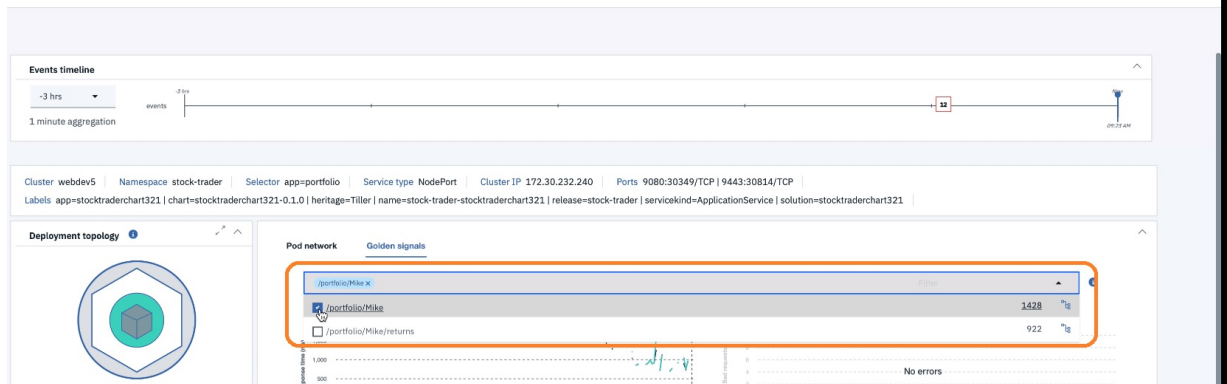 Events timeline
-3 hrs
-3 hrs
events
12
1 minute aggregation
09:23 AM
Cluster webdev5 Namespace stock-trader Selector app=portfolio Service type NodePort Cluster IP 172.30.232.240 Ports 9080:30349/TCP | 9443:30814/TCP
Labels app=stocktraderchart321 | chart=stocktraderchart321-0.1.0 | heritage=Tiller | name=stock-trader-stocktraderchart321 | release=stock-trader | servicekind=ApplicationService | solution=stocktraderchart321
Deployment topology
Pod network Golden signals
/portfolio/Mike ×
Filter
/portfolio/Mike 1428
/portfolio/Mike/returns 922
1,000
500
No errors